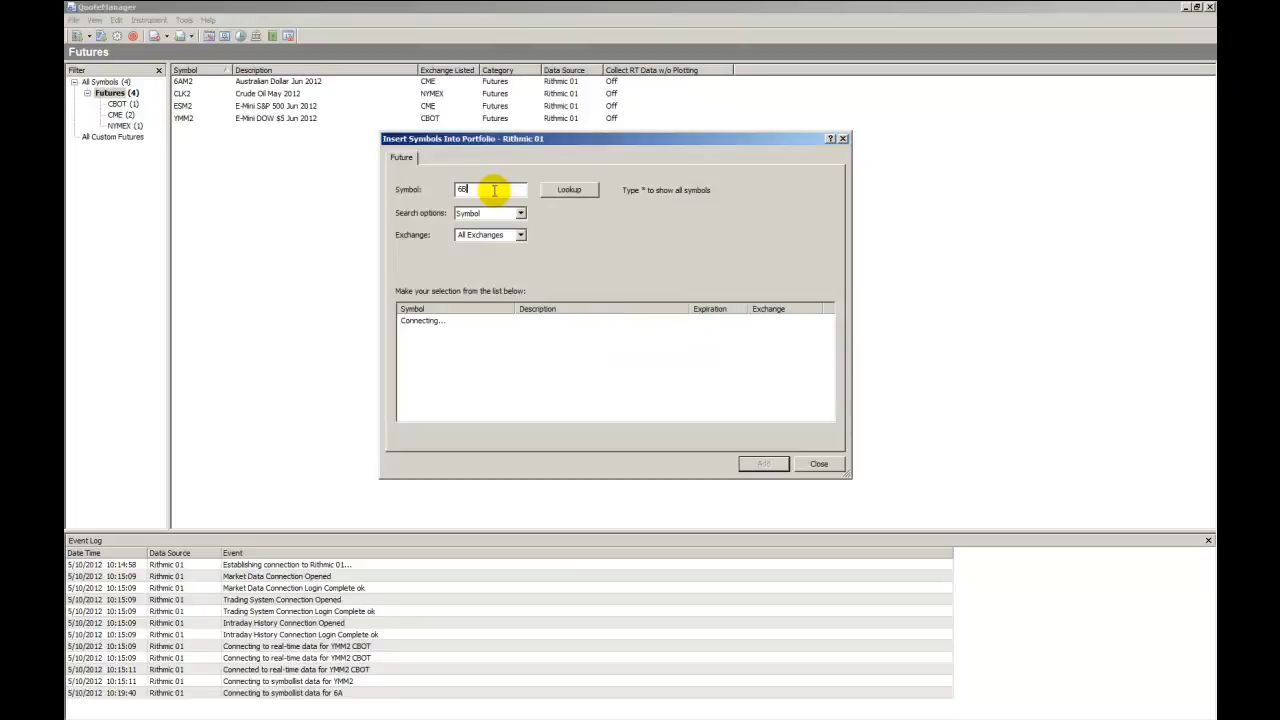 QuoteManager
File View Edit Instrument Tools Help
Futures
Filter
All Symbols (4)
Futures (4)
CBOT (1)
CME (2)
NYMEX (1)
All Custom Futures
Symbol Description Exchange Listed Category Data Source Collect RT Data w/o Plotting
6AM2 Australian Dollar Jun 2012 CME Futures Rithmic 01 Off
CLK2 Crude Oil May 2012 NYMEX Futures Rithmic 01 Off
ESM2 E-Mini S&P 500 Jun 2012 CME Futures Rithmic 01 Off
YMM2 E-Mini DOW $5 Jun 2012 CBOT Futures Rithmic 01 Off
Insert Symbols Into Portfolio - Rithmic 01
Future
Symbol: 6B Lookup Type * to show all symbols
Search options: Symbol
Exchange: All Exchanges
Make your selection from the list below:
Symbol Description Expiration Exchange
Connecting...
Add Close
Event Log
Date Time Data Source Event
5/10/2012 10:14:58 Rithmic 01 Establishing connection to Rithmic 01...
5/10/2012 10:15:09 Rithmic 01 Market Data Connection Opened
5/10/2012 10:15:09 Rithmic 01 Market Data Connection Login Complete ok
5/10/2012 10:15:09 Rithmic 01 Trading System Connection Opened
5/10/2012 10:15:09 Rithmic 01 Trading System Connection Login Complete ok
5/10/2012 10:15:09 Rithmic 01 Intraday History Connection Opened
5/10/2012 10:15:09 Rithmic 01 Intraday History Connection Login Complete ok
5/10/2012 10:15:09 Rithmic 01 Connecting to real-time data for YMM2 CBOT
5/10/2012 10:15:09 Rithmic 01 Connecting to real-time data for YMM2 CBOT
5/10/2012 10:15:11 Rithmic 01 Connected to real-time data for YMM2 CBOT
5/10/2012 10:15:11 Rithmic 01 Connecting to symbollist data for YMM2
5/10/2012 10:19:40 Rithmic 01 Connecting to symbollist data for 6A